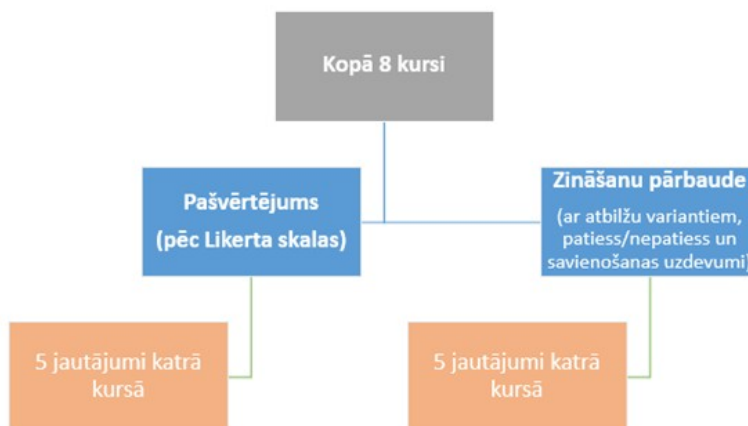 Kopā 8 kursi
Pašvērtējums
(pēc Likerta skalas)
Zināšanu pārbaude
(ar atbilžu variantiem,
patiess/nepatiess un
savienošanas uzdevumi)
5 jautājumi katrā
kursā
5 jautājumi katrā
kursā